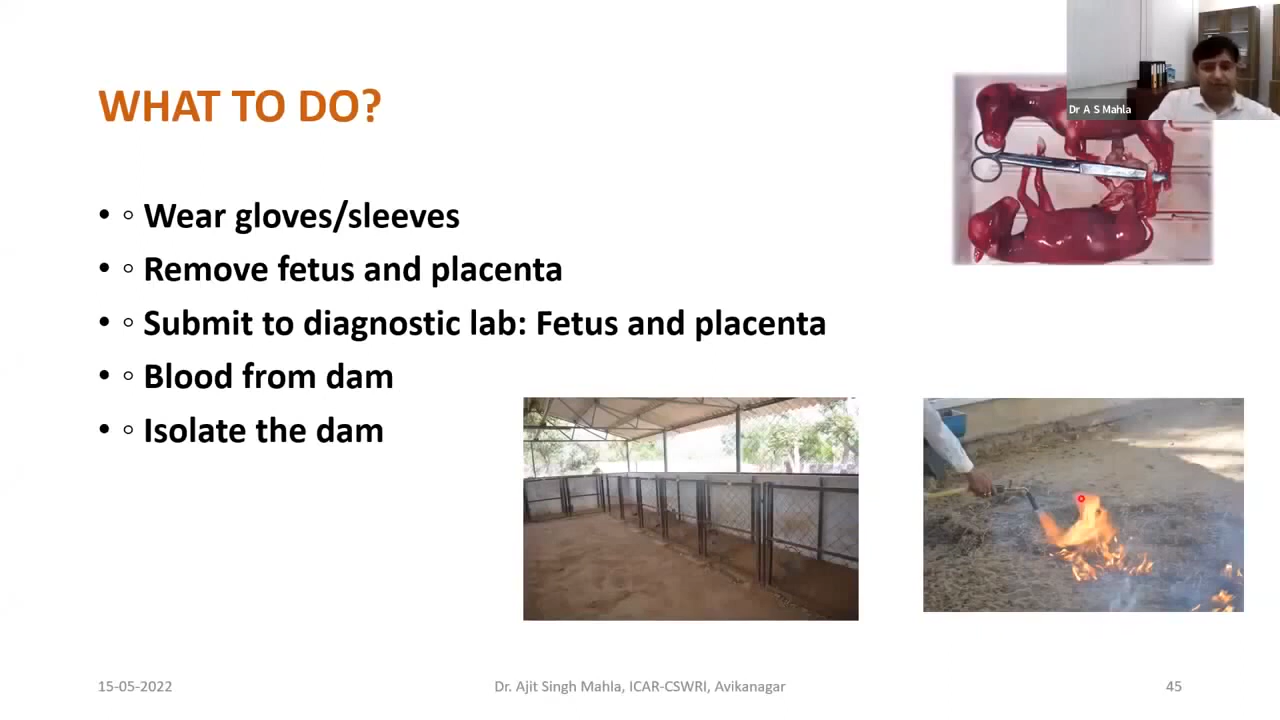 Dr A S Mahla
WHAT TO DO?
• ◦ Wear gloves/sleeves
• ◦ Remove fetus and placenta
• ◦ Submit to diagnostic lab: Fetus and placenta
• ◦ Blood from dam
• ◦ Isolate the dam
15-05-2022
Dr. Ajit Singh Mahla, ICAR-CSWRI, Avikanagar
45